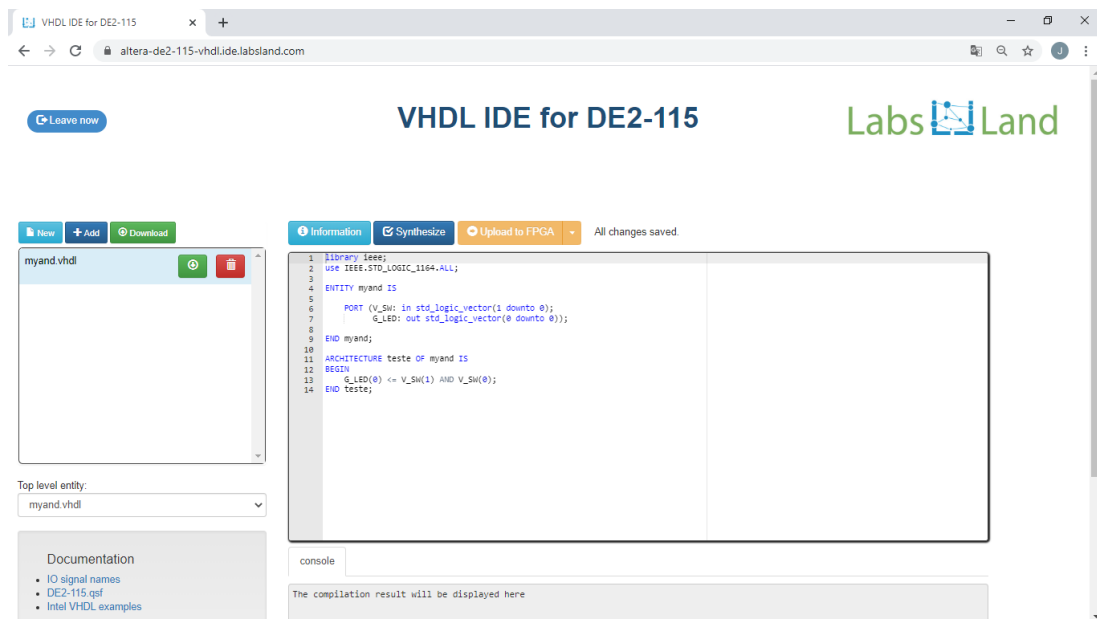 VHDL IDE for DE2-115
altera-de2-115-vhdl.ide.labsland.com
J
Leave now
VHDL IDE for DE2-115
Labs Land
New
Add
Download
Information
Synthesize
Upload to FPGA
All changes saved.
myand.vhdl
1 library ieee;
2 use IEEE.STD_LOGIC_1164.ALL;
3
4 ENTITY myand IS
5
6 PORT (V_SW: in std_logic_vector(1 downto 0);
7 G_LED: out std_logic_vector(0 downto 0));
8
9 END myand;
10
11 ARCHITECTURE teste OF myand IS
12 BEGIN
13 G_LED(0) <= V_SW(1) AND V_SW(0);
14 END teste;
Top level entity:
myand.vhdl
Documentation
IO signal names
DE2-115.qsf
Intel VHDL examples
console
The compilation result will be displayed here